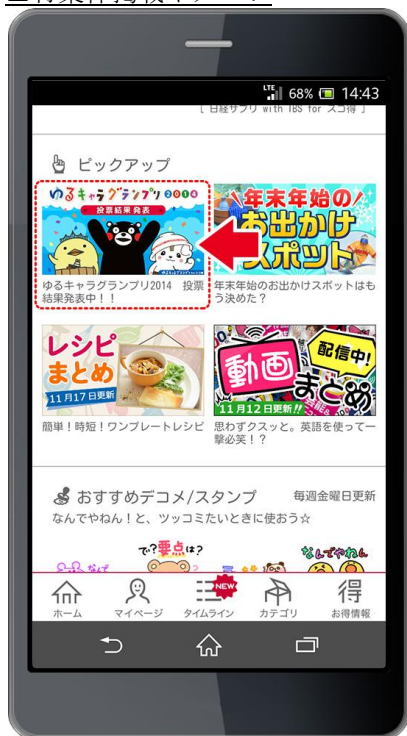 LTE 68% 14:43
[ 日経サプリ with IBS for スゴ得 ]
ピックアップ
ゆるキャラグランプリ2014
投票結果発表
年末年始の
お出かけ
スポット
ゆるキャラグランプリ2014 投票
結果発表中！！
年末年始のお出かけスポットはも
う決めた？
レシピ
まとめ
11月17日更新
動画
配信中!
まとめ
11月12日更新!!
簡単！時短！ワンプレートレシピ
思わずクスっと。英語を使って一
撃必笑！？
おすすめデコメ/スタンプ 毎週金曜日更新
なんでやねん！と、ツッコミたいときに使おう☆
で?要点は?
なんでやねん
NEW
ホーム
マイページ
タイムライン
カテゴリ
得
お得情報